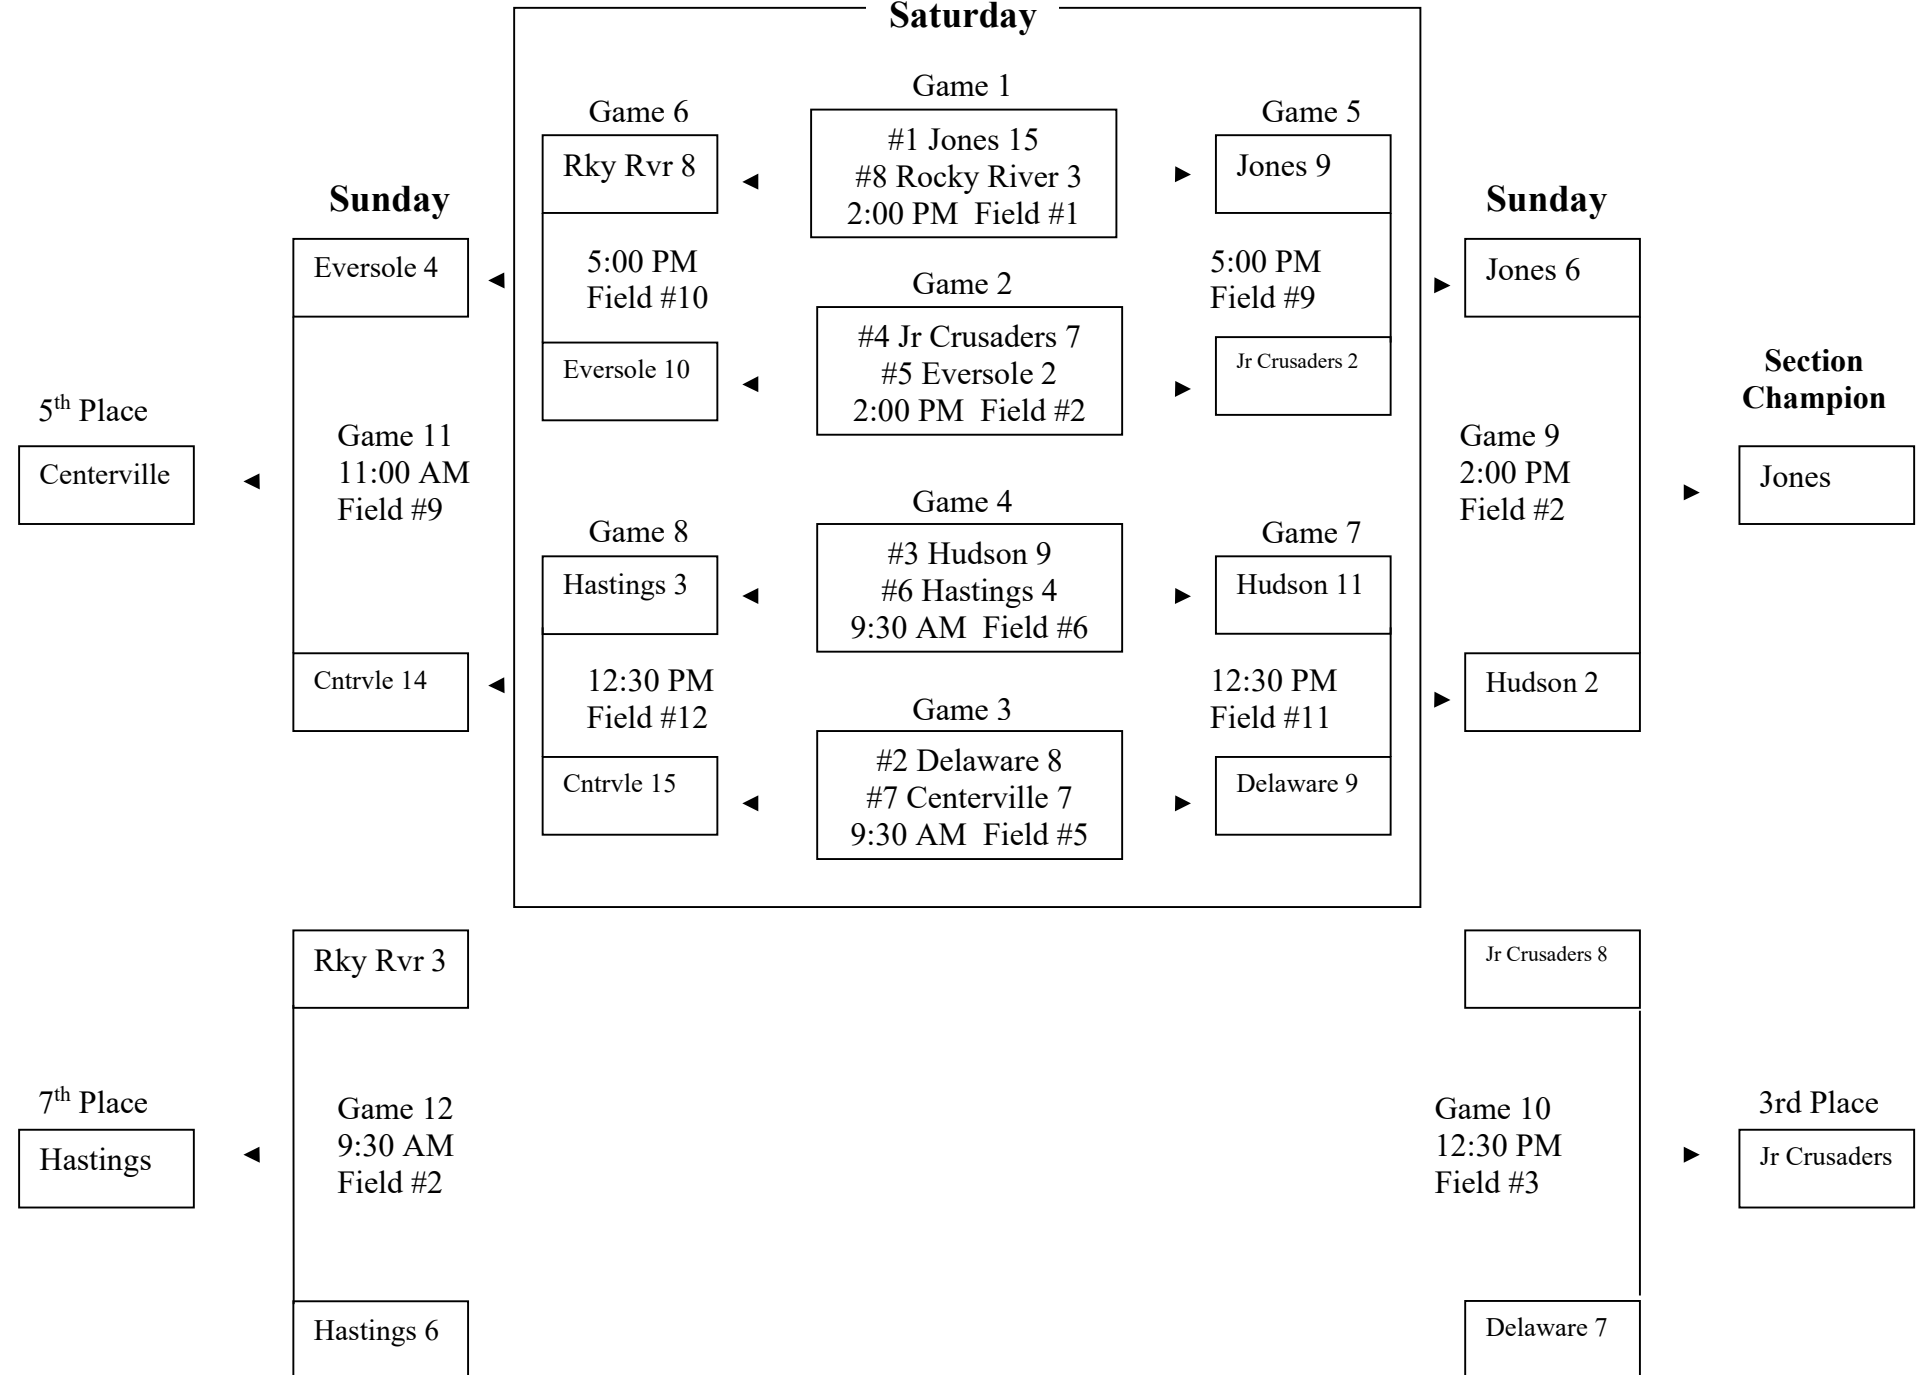 Saturday
Game 1
Game 6
Game 5
#1 Jones 15
#8 Rocky River 3
2:00 PM  Field #1
Rky Rvr 8
Jones 9
Sunday
Sunday
Eversole 4
5:00 PM
Field #10
Game 2
5:00 PM
Field #9
Jones 6
#4 Jr Crusaders 7
#5 Eversole 2
2:00 PM  Field #2
Eversole 10
Jr Crusaders 2
Section
Champion
5th Place
Centerville
Game 11
11:00 AM
Field #9
Game 9
2:00 PM
Field #2
Jones
Game 4
Game 8
Game 7
#3 Hudson 9
#6 Hastings 4
9:30 AM  Field #6
Hastings 3
Hudson 11
Cntrvle 14
12:30 PM
Field #12
Game 3
12:30 PM
Field #11
Hudson 2
#2 Delaware 8
#7 Centerville 7
9:30 AM  Field #5
Cntrvle 15
Delaware 9
Rky Rvr 3
Jr Crusaders 8
7th Place
Hastings
Game 12
9:30 AM
Field #2
Game 10
12:30 PM
Field #3
3rd Place
Jr Crusaders
Hastings 6
Delaware 7